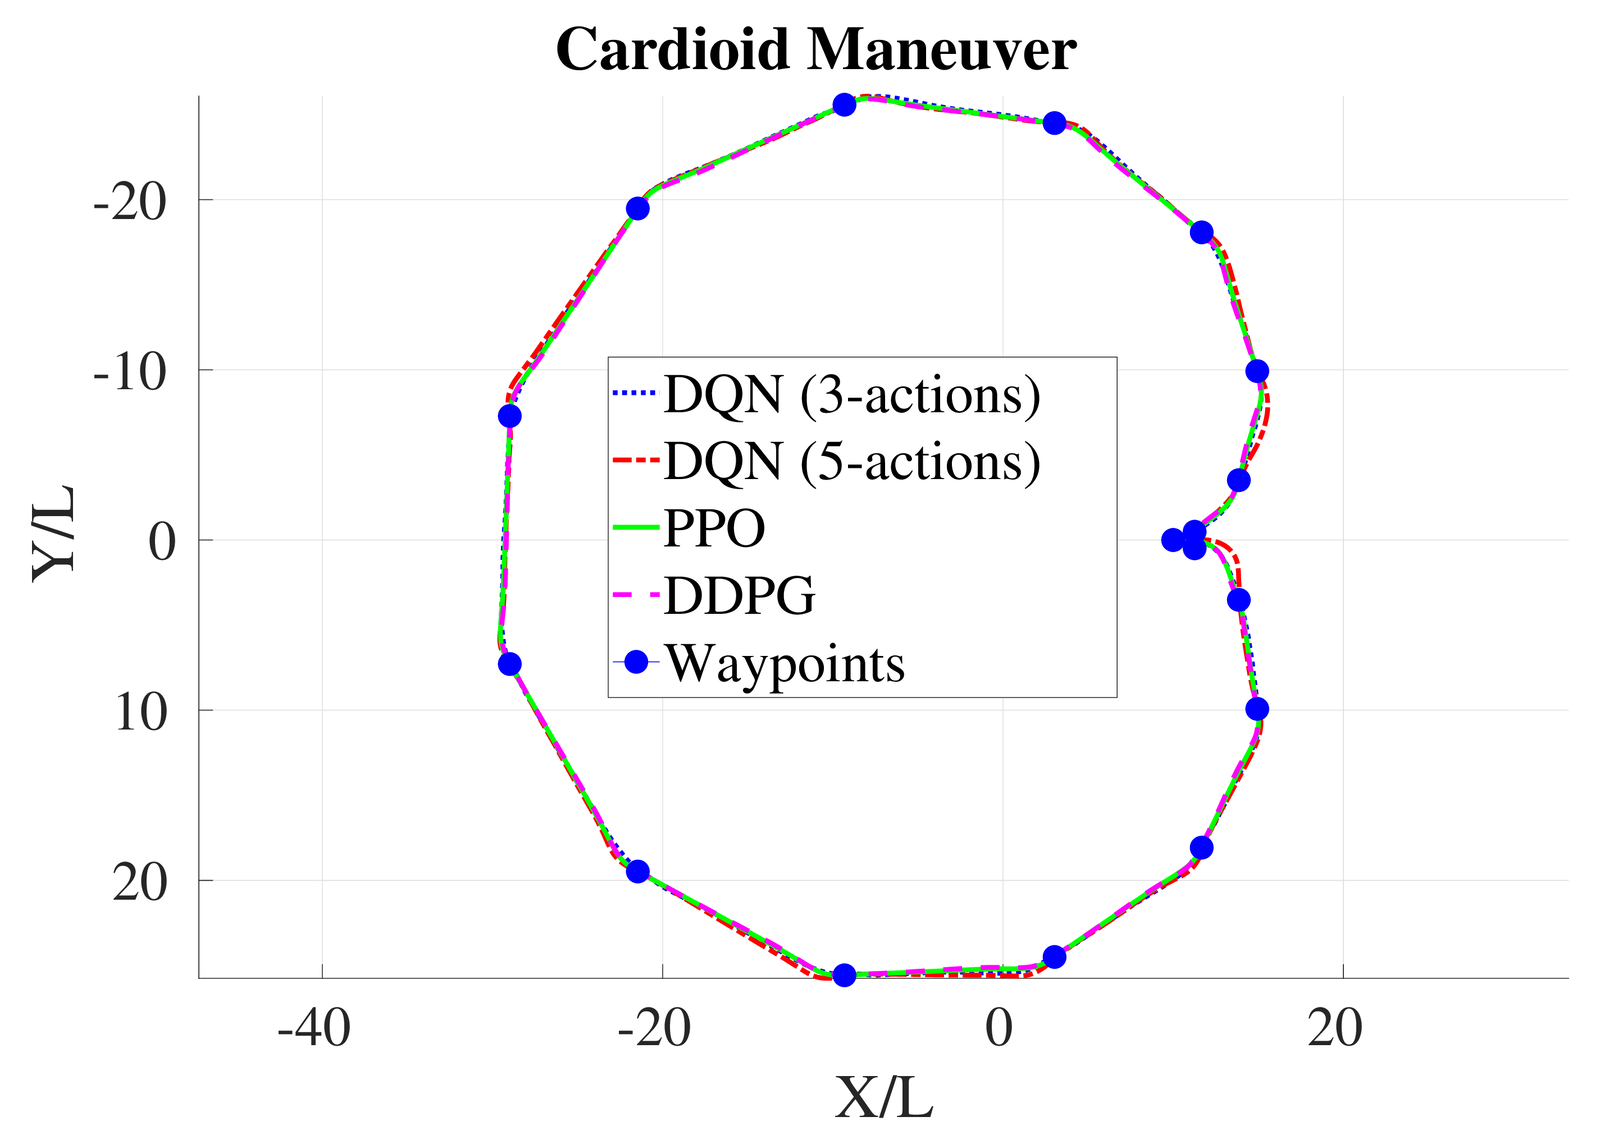 Cardioid Maneuver
-20
-10
0
10
20
Y/L
DQN (3-actions)
DQN (5-actions)
PPO
DDPG
Waypoints
-40
-20
0
20
X/L